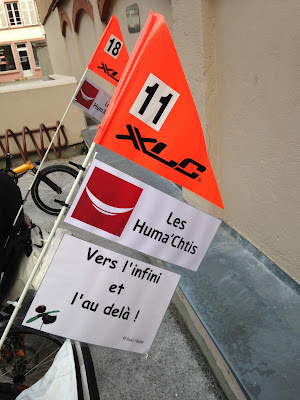 18
XLC
11
XLC
Les
Huma'Chtis
Vers l'infini
et
l'au delà !